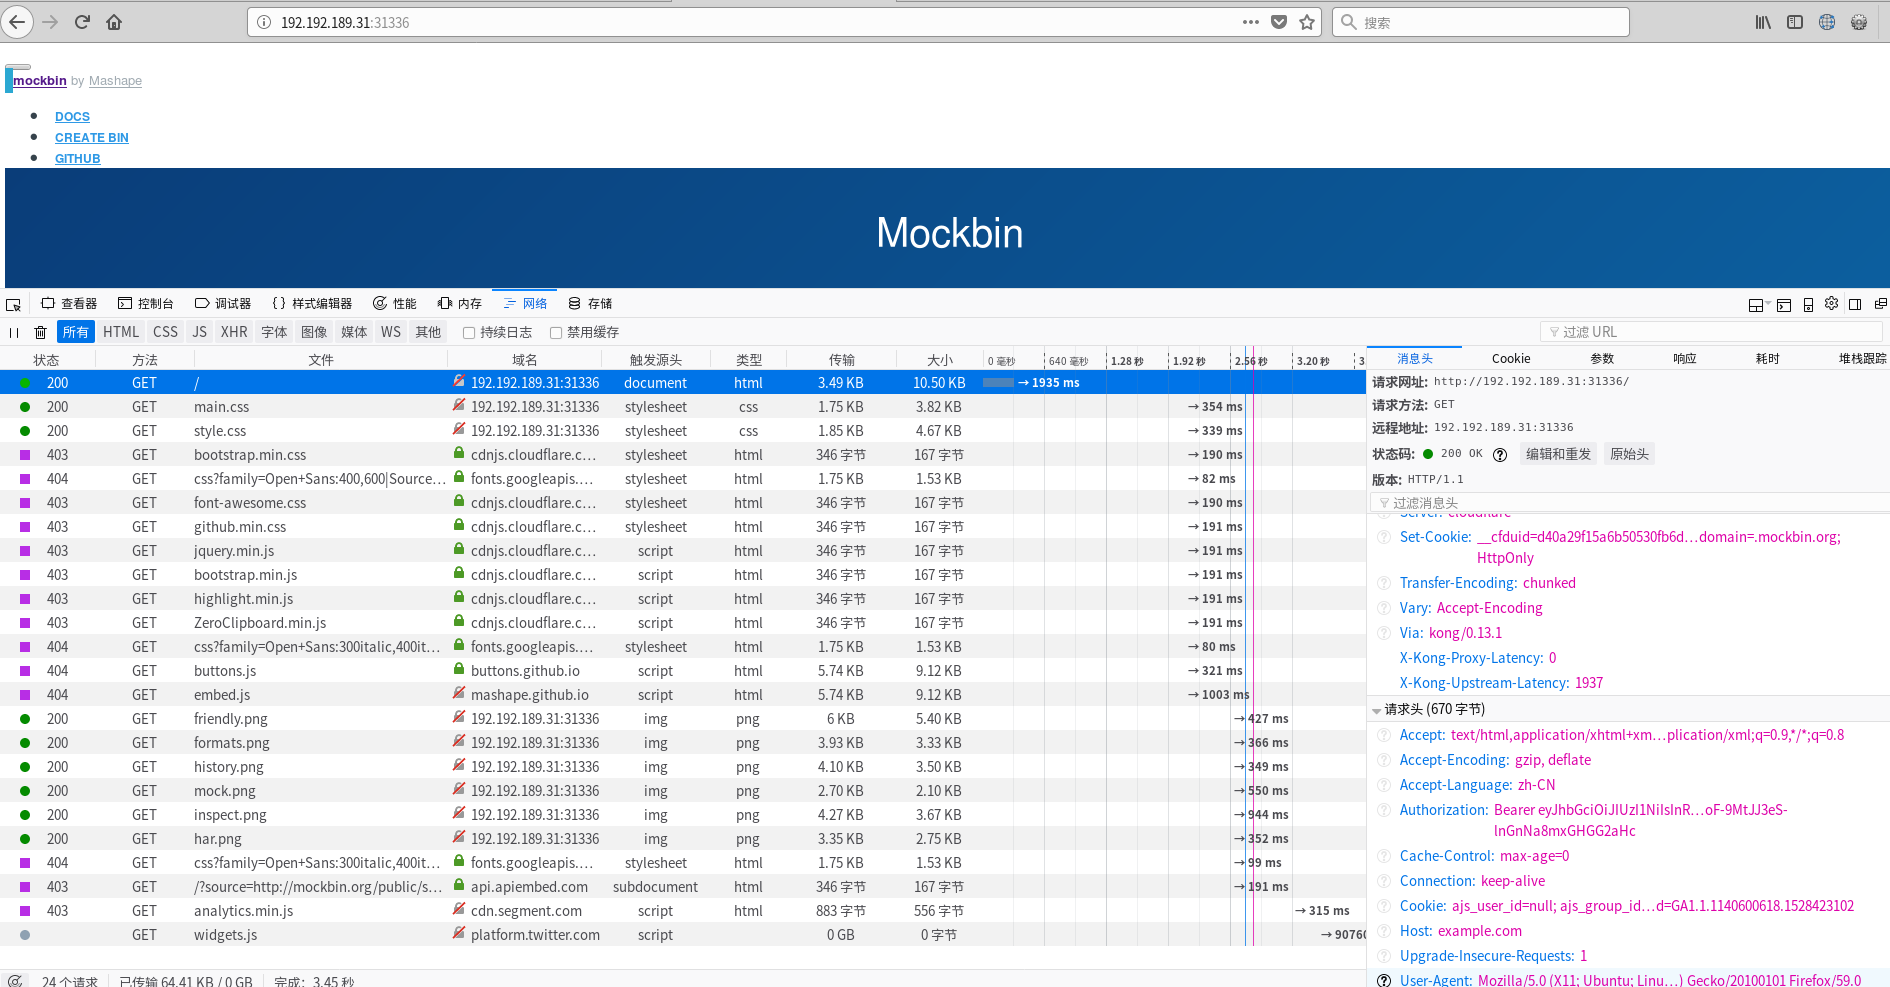 192.192.189.31:31336
搜索
mockbin by Mashape
DOCS
CREATE BIN
GITHUB
Mockbin
查看器 控制台 调试器 {} 样式编辑器 性能 内存 网络 存储
所有 HTML CSS JS XHR 字体 图像 媒体 WS 其他 持续日志 禁用缓存 过滤 URL
状态 方法 文件 域名 触发源头 类型 传输 大小 0 毫秒 640 毫秒 1.28 秒 1.92 秒 2.56 秒 3.20 秒 3
200 GET / 192.192.189.31:31336 document html 3.49 KB 10.50 KB → 1935 ms
200 GET main.css 192.192.189.31:31336 stylesheet css 1.75 KB 3.82 KB → 354 ms
200 GET style.css 192.192.189.31:31336 stylesheet css 1.85 KB 4.67 KB → 339 ms
403 GET bootstrap.min.css cdnjs.cloudflare.c… stylesheet html 346 字节 167 字节 → 190 ms
404 GET css?family=Open+Sans:400,600|Source… fonts.googleapis.… stylesheet html 1.75 KB 1.53 KB → 82 ms
403 GET font-awesome.css cdnjs.cloudflare.c… stylesheet html 346 字节 167 字节 → 190 ms
403 GET github.min.css cdnjs.cloudflare.c… stylesheet html 346 字节 167 字节 → 191 ms
403 GET jquery.min.js cdnjs.cloudflare.c… script html 346 字节 167 字节 → 191 ms
403 GET bootstrap.min.js cdnjs.cloudflare.c… script html 346 字节 167 字节 → 191 ms
403 GET highlight.min.js cdnjs.cloudflare.c… script html 346 字节 167 字节 → 191 ms
403 GET ZeroClipboard.min.js cdnjs.cloudflare.c… script html 346 字节 167 字节 → 191 ms
404 GET css?family=Open+Sans:300italic,400it… fonts.googleapis.… stylesheet html 1.75 KB 1.53 KB → 80 ms
404 GET buttons.js buttons.github.io script html 5.74 KB 9.12 KB → 321 ms
404 GET embed.js mashape.github.io script html 5.74 KB 9.12 KB → 1003 ms
200 GET friendly.png 192.192.189.31:31336 img png 6 KB 5.40 KB → 427 ms
200 GET formats.png 192.192.189.31:31336 img png 3.93 KB 3.33 KB → 366 ms
200 GET history.png 192.192.189.31:31336 img png 4.10 KB 3.50 KB → 349 ms
200 GET mock.png 192.192.189.31:31336 img png 2.70 KB 2.10 KB → 550 ms
200 GET inspect.png 192.192.189.31:31336 img png 4.27 KB 3.67 KB → 944 ms
200 GET har.png 192.192.189.31:31336 img png 3.35 KB 2.75 KB → 352 ms
404 GET css?family=Open+Sans:300italic,400it… fonts.googleapis.… stylesheet html 1.75 KB 1.53 KB → 99 ms
403 GET /?source=http://mockbin.org/public/s… api.apiembed.com subdocument html 346 字节 167 字节 → 191 ms
403 GET analytics.min.js cdn.segment.com script html 883 字节 556 字节 → 315 ms
GET widgets.js platform.twitter.com script 0 GB 0 字节 → 90760
24 个请求 已传输 64.41 KB / 0 GB 完成: 3.45 秒
消息头 Cookie 参数 响应 耗时 堆栈跟踪
请求网址: http://192.192.189.31:31336/
请求方法: GET
远程地址: 192.192.189.31:31336
状态码: 200 OK 编辑和重发 原始头
版本: HTTP/1.1
过滤消息头
Server: cloudflare
Set-Cookie: __cfduid=d40a29f15a6b50530fb6d…domain=.mockbin.org;
HttpOnly
Transfer-Encoding: chunked
Vary: Accept-Encoding
Via: kong/0.13.1
X-Kong-Proxy-Latency: 0
X-Kong-Upstream-Latency: 1937
请求头 (670 字节)
Accept: text/html,application/xhtml+xm…plication/xml;q=0.9,*/*;q=0.8
Accept-Encoding: gzip, deflate
Accept-Language: zh-CN
Authorization: Bearer eyJhbGciOiJIUzI1NiIsInR…oF-9MtJJ3eS-
lnGnNa8mxGHGG2aHc
Cache-Control: max-age=0
Connection: keep-alive
Cookie: ajs_user_id=null; ajs_group_id…d=GA1.1.1140600618.1528423102
Host: example.com
Upgrade-Insecure-Requests: 1
User-Agent: Mozilla/5.0 (X11; Ubuntu; Linu…) Gecko/20100101 Firefox/59.0